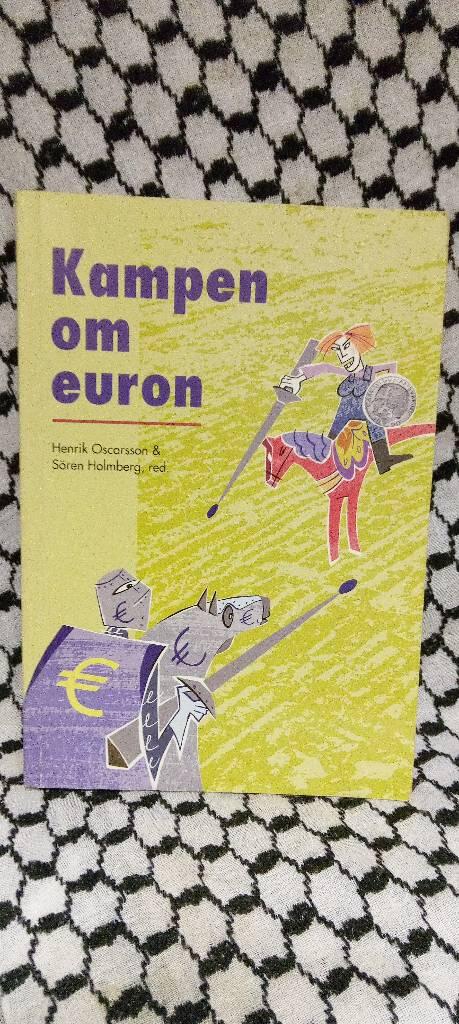 Kampen
om
euron
Henrik Oscarsson &
Sören Holmberg, red.
€
€
€
€